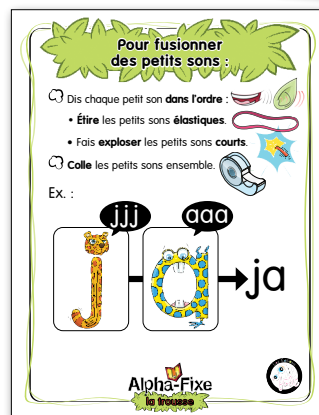 Pour fusionner
des petits sons :
Dis chaque petit son dans l'ordre :
• Étire les petits sons élastiques.
• Fais exploser les petits sons courts.
Colle les petits sons ensemble.
Ex. :
jjj aaa
j a ja
Alpha-Fixe
la trousse